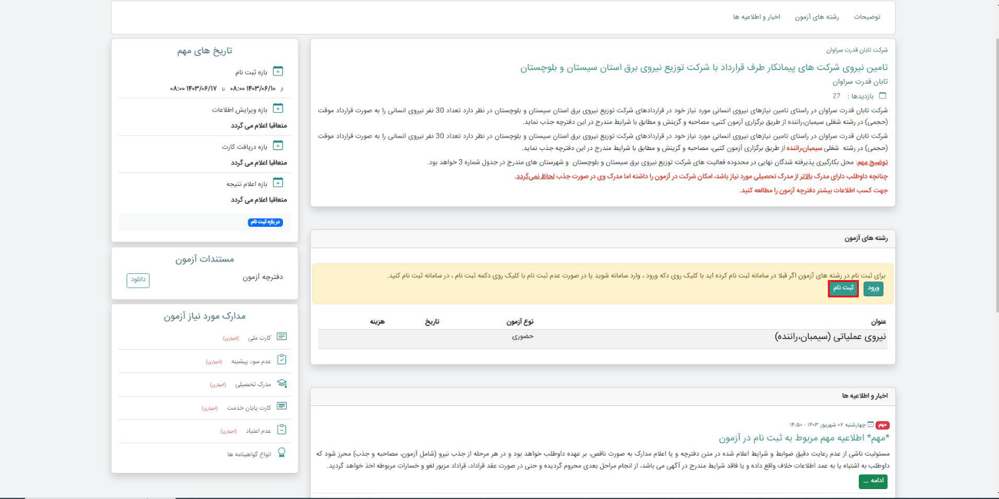 توضیحات
رشته های آزمون
اخبار و اطلاعیه ها
شرکت تابان قدرت سراوان
تامین نیروی شرکت های پیمانکار طرف قرارداد با شرکت توزیع نیروی برق استان سیستان و بلوچستان
تابان قدرت سراوان
بازدیدها : 27
شرکت تابان قدرت سراوان در راستای تامین نیازهای نیروی انسانی مورد نیاز خود در قراردادهای شرکت توزیع نیروی برق استان سیستان و بلوچستان در نظر دارد تعداد 30 نفر نیروی انسانی را به صورت قرارداد موقت
(حجمی) در رشته شغلی سیمبان،راننده از طریق برگزاری آزمون کتبی، مصاحبه و گزینش و مطابق با شرایط مندرج در این دفترچه جذب نماید.
شرکت تابان قدرت سراوان در راستای تامین نیازهای نیروی انسانی مورد نیاز خود در قراردادهای شرکت توزیع نیروی برق استان سیستان و بلوچستان در نظر دارد تعداد 30 نفر نیروی انسانی را به صورت قرارداد موقت
(حجمی) در رشته شغلی سیمبان،راننده از طریق برگزاری آزمون کتبی، مصاحبه و گزینش و مطابق با شرایط مندرج در این دفترچه جذب نماید.
توضیح مهم: محل بکارگیری پذیرفته شدگان نهایی در محدوده فعالیت های شرکت توزیع نیروی برق سیستان و بلوچستان و شهرستان های مندرج در جدول شماره 3 خواهد بود.
چنانچه داوطلب دارای مدرک بالاتر از مدرک تحصیلی مورد نیاز باشد، امکان شرکت در آزمون را داشته اما مدرک وی در صورت جذب لحاظ نمی‌گردد.
جهت کسب اطلاعات بیشتر دفترچه آزمون را مطالعه کنید.
رشته های آزمون
برای ثبت نام در رشته های آزمون اگر قبلا در سامانه ثبت نام کرده اید با کلیک روی دکه ورود ، وارد سامانه شوید یا در صورت عدم ثبت نام با کلیک روی دکمه ثبت نام ، در سامانه ثبت نام کنید.
ورود
ثبت نام
عنوان نوع آزمون تاریخ هزینه
نیروی عملیاتی (سیمبان،راننده) حضوری
اخبار و اطلاعیه ها
مهم چهارشنبه ۰۷ شهریور ۱۴۰۳ - ۱۴:۵۰
*مهم* اطلاعیه مهم مربوط به ثبت نام در آزمون
مسئولیت ناشی از عدم رعایت دقیق ضوابط و شرایط اعلام شده در متن دفترچه و یا اعلام مدارک به صورت ناقص، بر عهده داوطلب خواهد بود و در هر مرحله از جذب نیرو (شامل آزمون، مصاحبه و جذب) محرز شود که
داوطلب به اشتباه یا به عمد اطلاعات خلاف واقع داده و یا فاقد شرایط مندرج در آگهی می باشد، از انجام مراحل بعدی محروم گردیده و حتی در صورت عقد قراداد، قراداد مزبور لغو و خسارات مربوطه اخذ خواهد گردید.
ادامه ...
تاریخ های مهم
بازه ثبت نام
از ۱۴۰۳/۰۶/۱۰ ۰۸:۰۰ تا ۱۴۰۳/۰۶/۱۷ ۰۸:۰۰
بازه ویرایش اطلاعات
متعاقبا اعلام می گردد
بازه دریافت کارت
متعاقبا اعلام می گردد
بازه اعلام نتیجه
متعاقبا اعلام می گردد
در بازه ثبت نام
مستندات آزمون
دفترچه آزمون
دانلود
مدارک مورد نیاز آزمون
کارت ملی (اجباری)
عدم سوء پیشینه (اجباری)
مدرک تحصیلی (اجباری)
کارت پایان خدمت (اجباری)
عدم اعتیاد (اجباری)
انواع گواهینامه ها